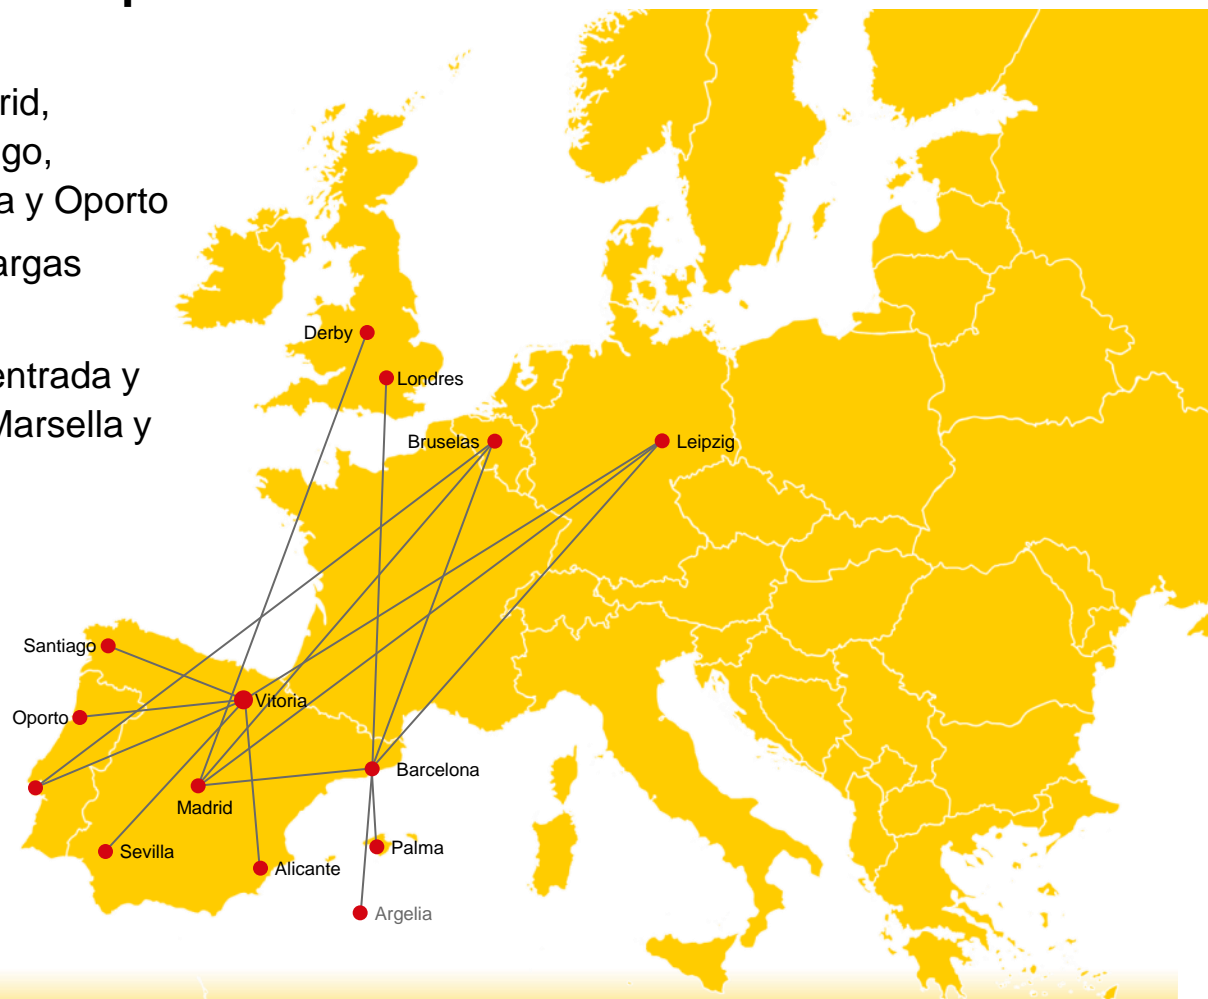 rid,
go,
a y Oporto
argas
entrada y
Marsella y
Derby
Londres
Bruselas
Leipzig
Santiago
Vitoria
Oporto
Barcelona
Madrid
Sevilla
Palma
Alicante
Argelia